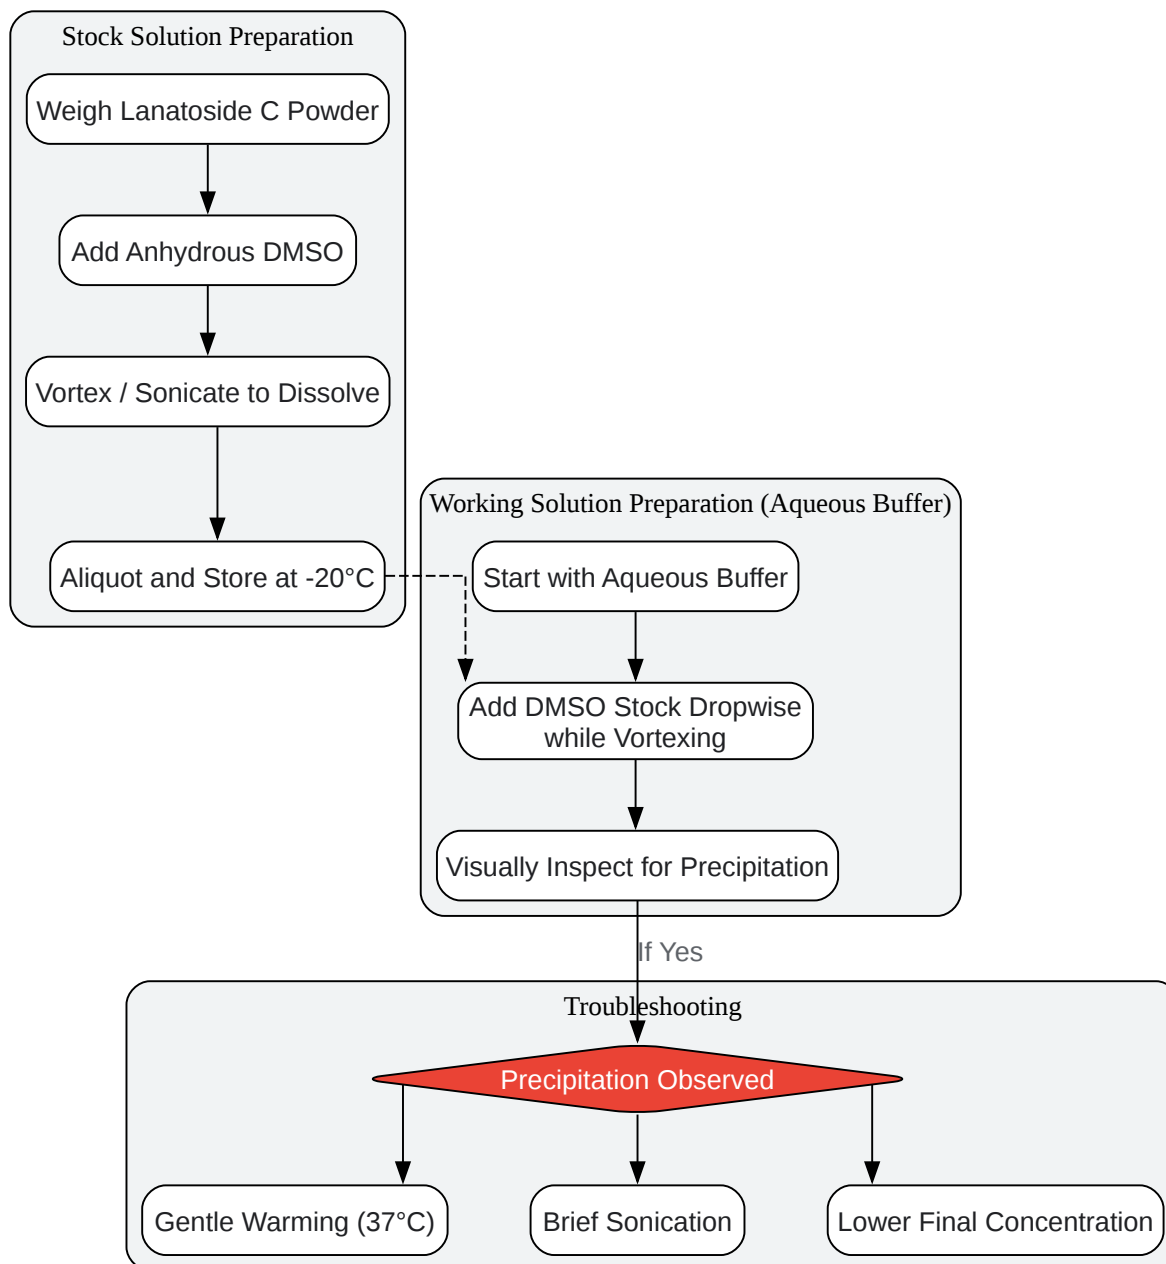 Stock Solution Preparation
Weigh Lanatoside C Powder
Add Anhydrous DMSO
Vortex / Sonicate to Dissolve
Aliquot and Store at -20°C
Working Solution Preparation (Aqueous Buffer)
Start with Aqueous Buffer
Add DMSO Stock Dropwise
while Vortexing
Visually Inspect for Precipitation
If Yes
Troubleshooting
Precipitation Observed
Gentle Warming (37°C)
Brief Sonication
Lower Final Concentration